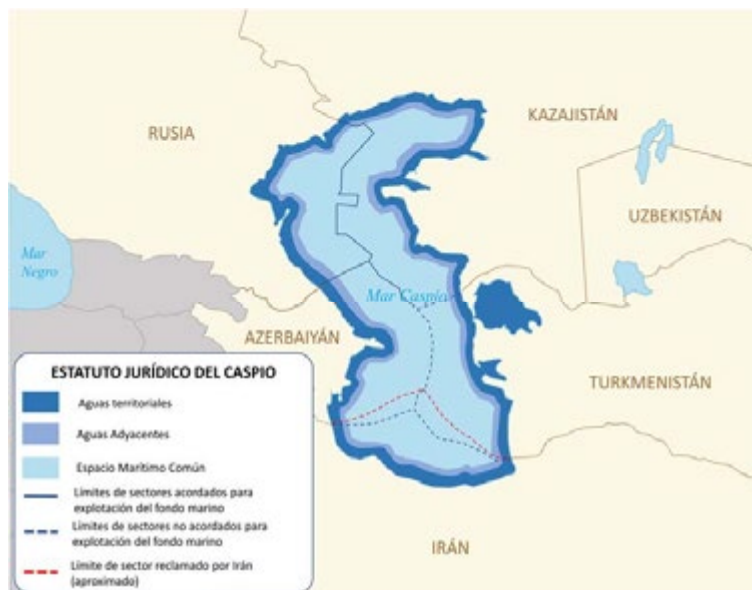 RUSIA
KAZAJISTÁN
UZBEKISTÁN
Mar
Negro
Mar Caspio
AZERBAIYÁN
TURKMENISTÁN
IRÁN
ESTATUTO JURÍDICO DEL CASPIO
Aguas territoriales
Aguas Adyacentes
Espacio Marítimo Común
Límites de sectores acordados para
explotación del fondo marino
Límites de sectores no acordados para
explotación del fondo marino
Límite de sector reclamado por Irán
(aproximado)